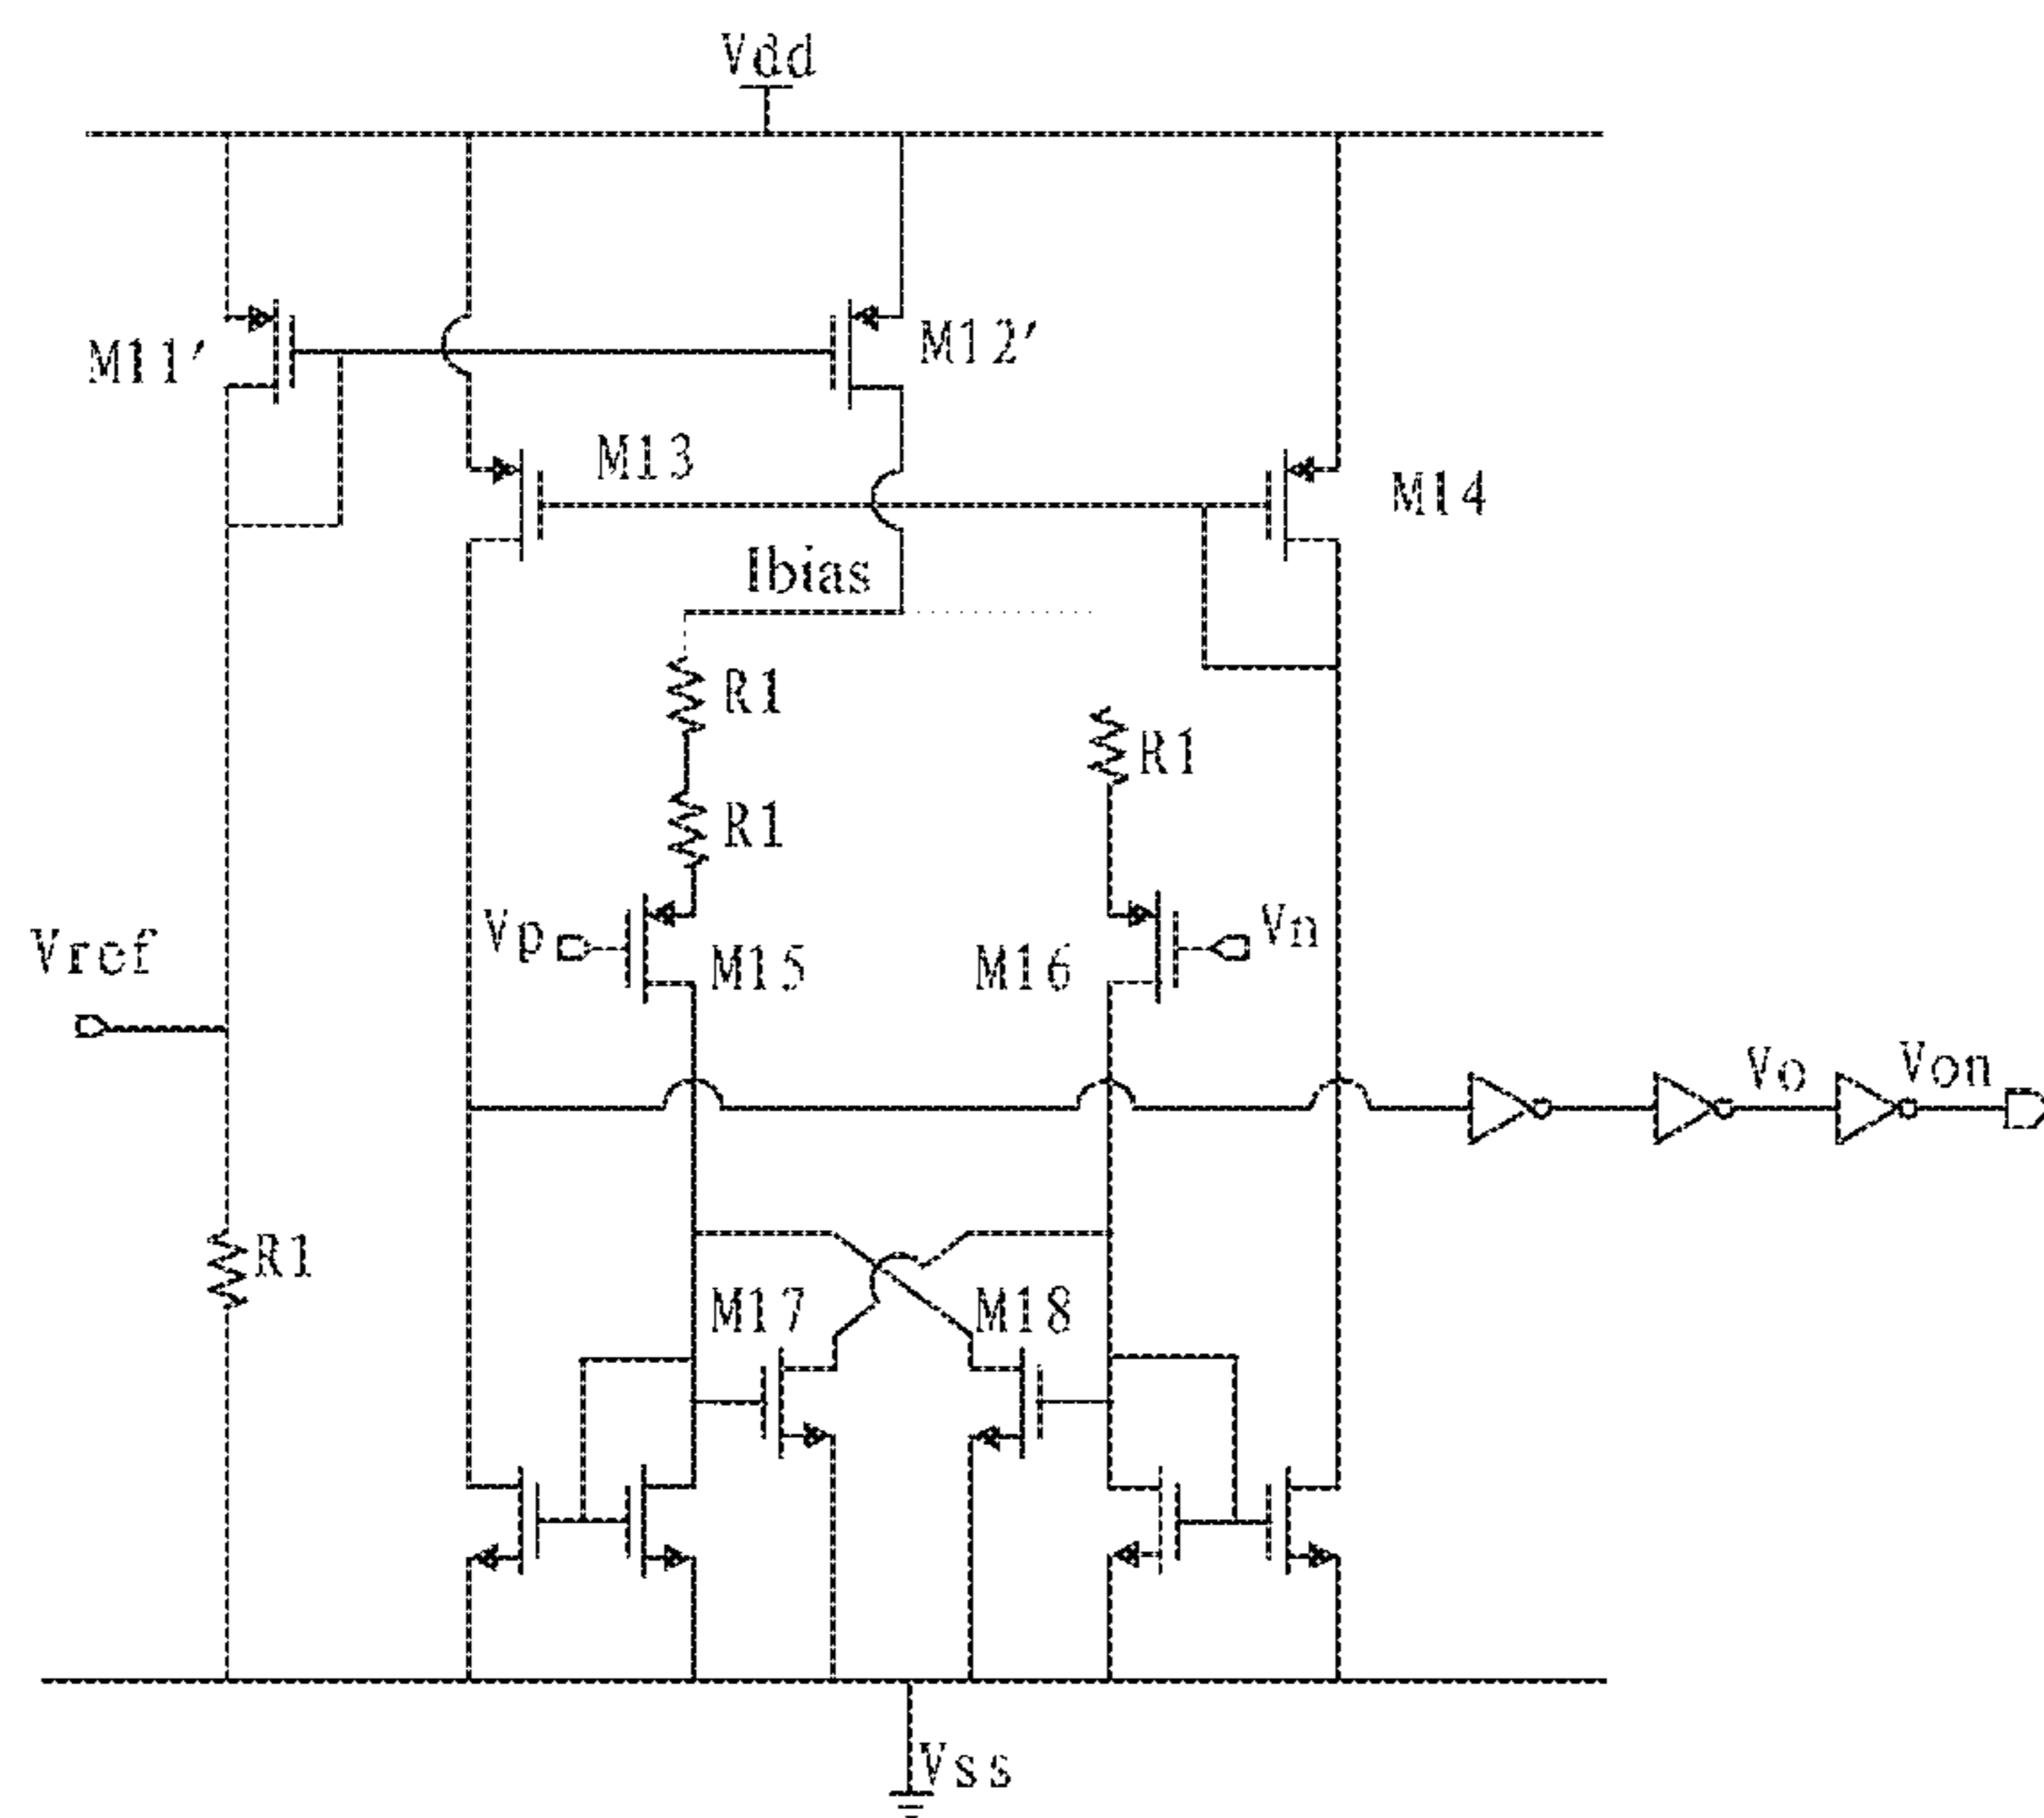 Vdd
M11′
M12′
M13
M14
Ibias
R1
R1
R1
Vp
Vn
Vref
M15
M16
Vo
Von
R1
M17
M18
Vss